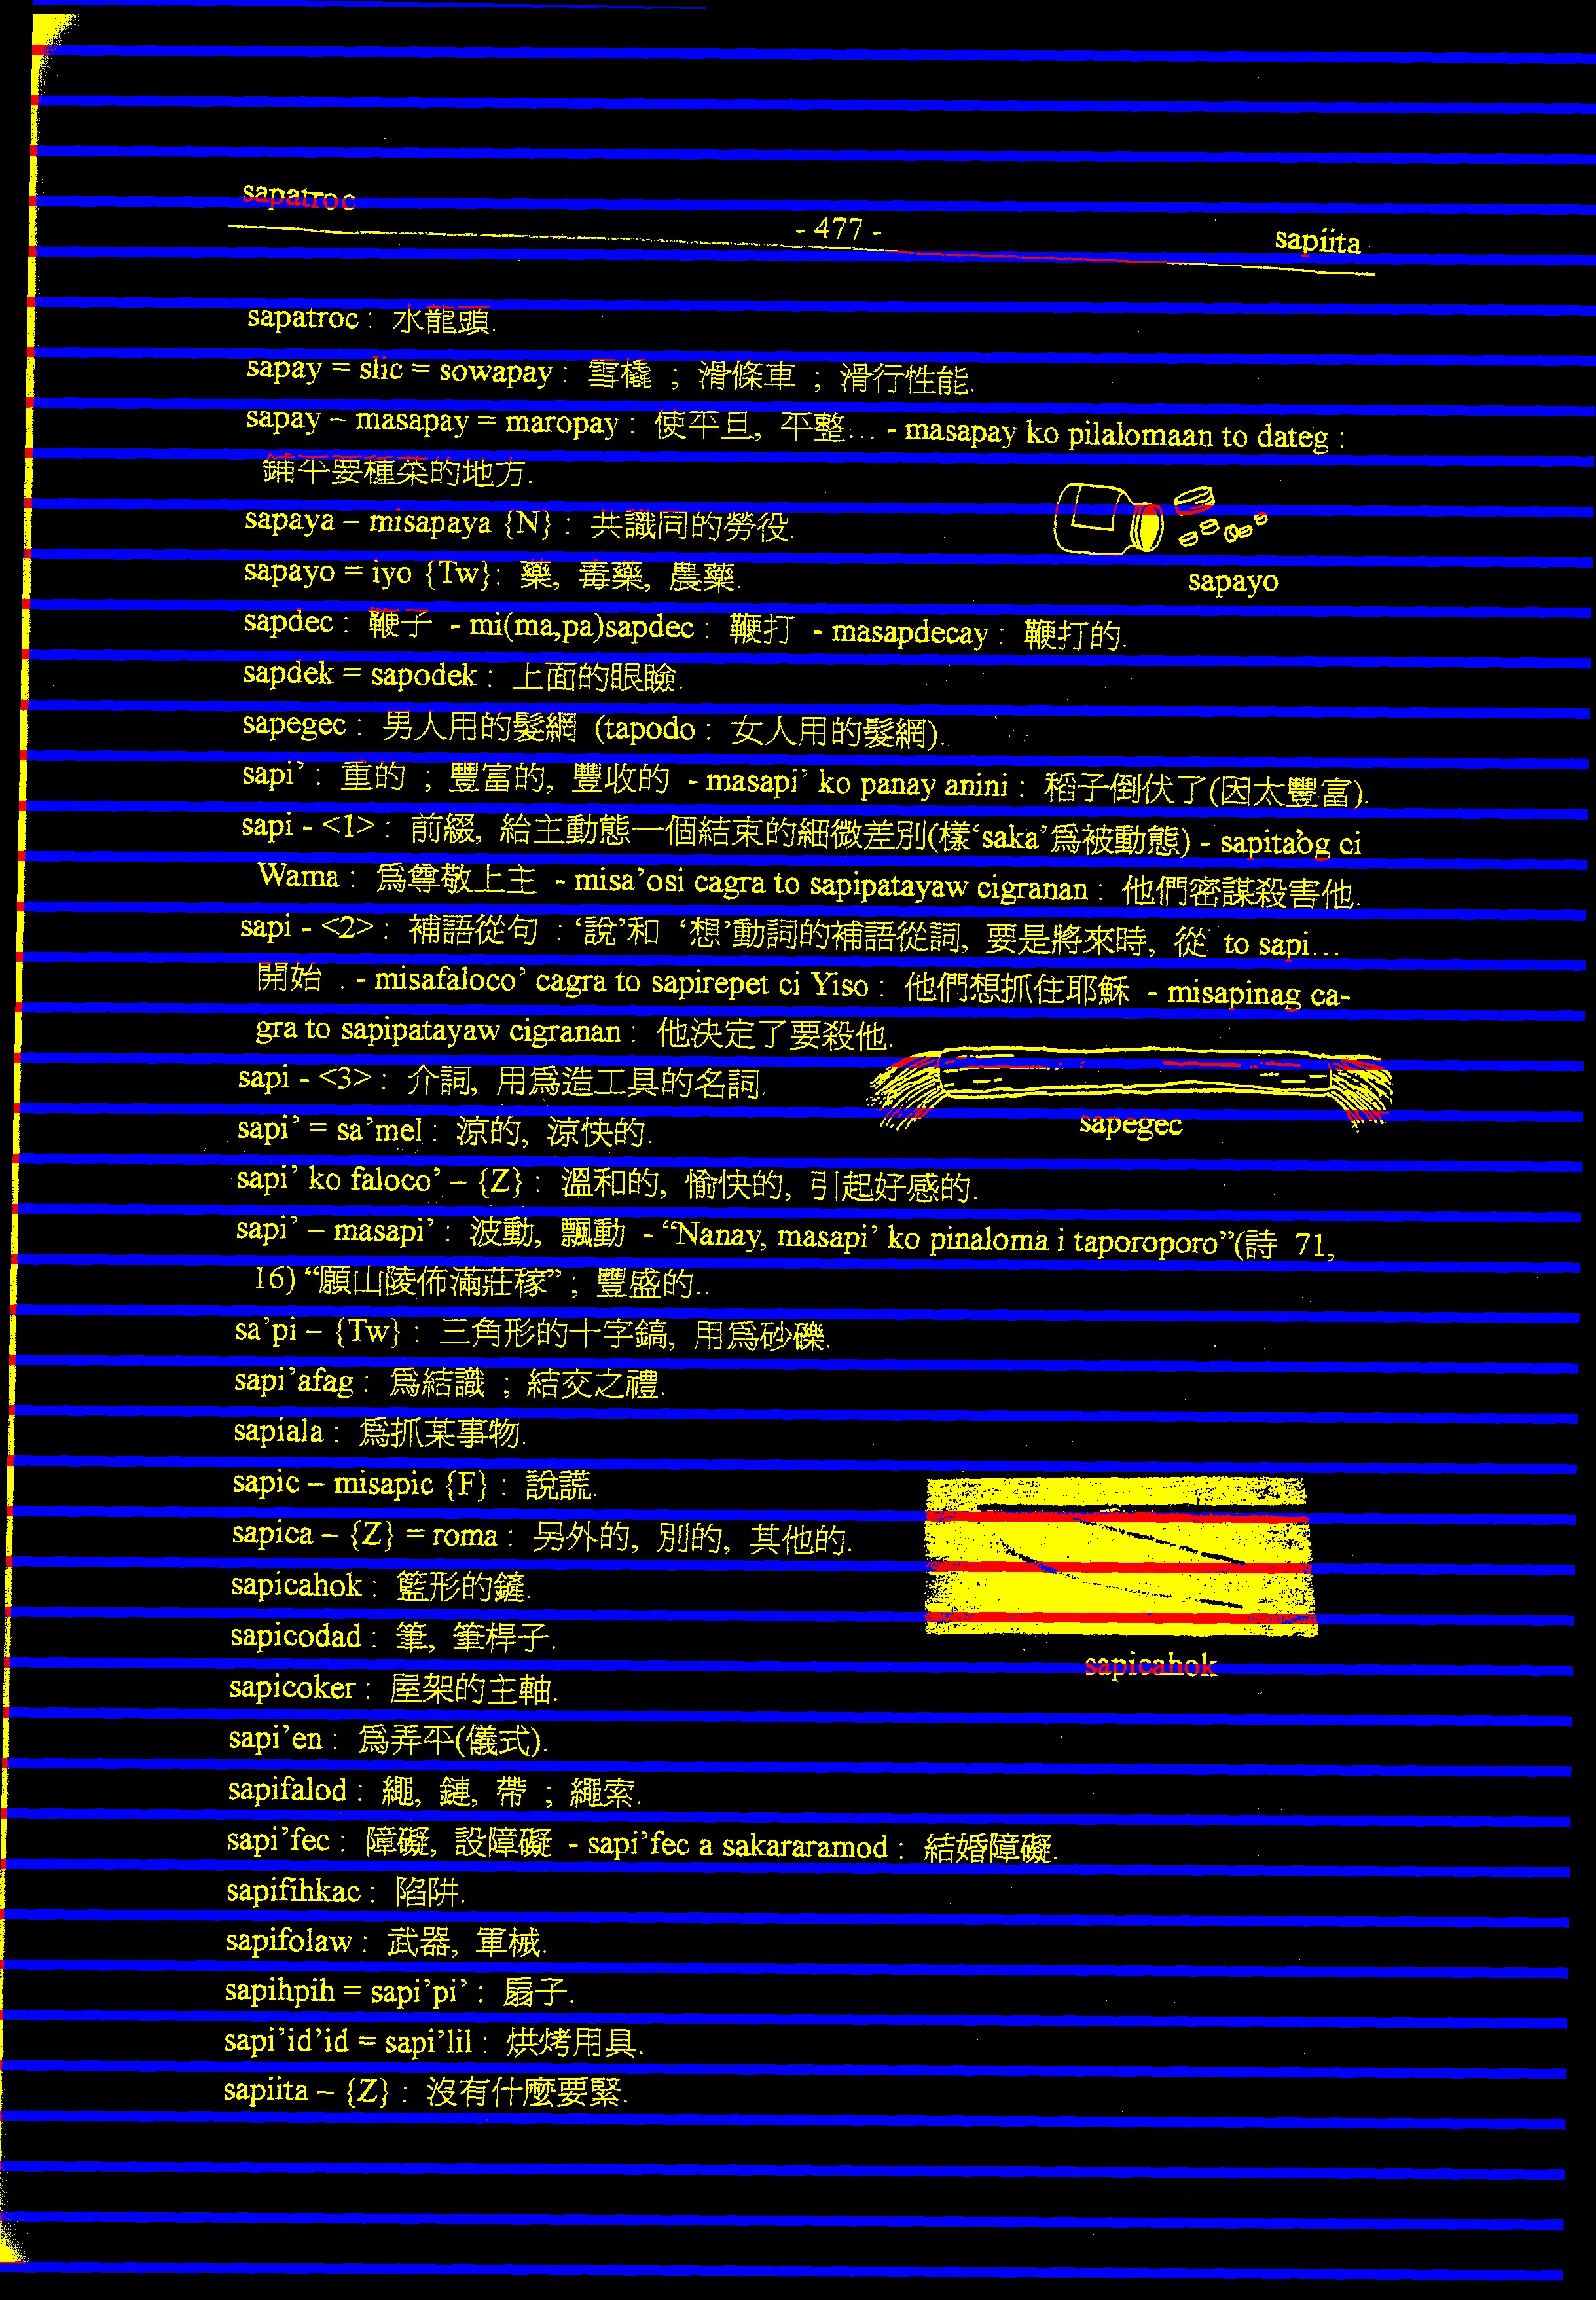 sapatroc
- 477 -
sapiita
sapatroc : 水龍頭.
sapay = slic = sowapay : 雪橇 ; 滑條車 ; 滑行性能.
sapay – masapay = maropay : 使平旦, 平整... - masapay ko pilalomaan to dateg :
鋪平要種菜的地方.
sapaya – misapaya {N} : 共識同的勞役.
sapayo = iyo {Tw}: 藥, 毒藥, 農藥.
sapayo
sapdec : 鞭子 - mi(ma,pa)sapdec : 鞭打 - masapdecay : 鞭打的.
sapdek = sapodek : 上面的眼瞼.
sapegec : 男人用的髮網 (tapodo : 女人用的髮網).
sapi’ : 重的 ; 豐富的, 豐收的 - masapi’ ko panay anini : 稻子倒伏了(因太豐富).
sapi - <1> : 前綴, 給主動態一個結束的細微差別(樣‘saka’爲被動態) - sapita’og ci
Wama : 爲尊敬上主 - misa’osi cagra to sapipatayaw cigranan : 他們密謀殺害他.
sapi - <2> : 補語從句 : ‘說’和 ‘想’動詞的補語從詞, 要是將來時, 從 to sapi...
開始 . - misafaloco’ cagra to sapirepet ci Yiso : 他們想抓住耶穌 - misapinag ca-
gra to sapipatayaw cigranan : 他決定了要殺他.
sapi - <3> : 介詞, 用爲造工具的名詞.
sapegec
sapi’ = sa’mel : 涼的, 涼快的.
sapi’ ko faloco’ – {Z} : 溫和的, 愉快的, 引起好感的.
sapi’ – masapi’ : 波動, 飄動 - “Nanay, masapi’ ko pinaloma i taporoporo”(詩 71,
16) “願山陵佈滿莊稼” ; 豐盛的..
sa’pi – {Tw} : 三角形的十字鎬, 用爲砂礫.
sapi’afag : 爲結識 ; 結交之禮.
sapiala : 爲抓某事物.
sapic – misapic {F} : 說謊.
sapica – {Z} = roma : 另外的, 別的, 其他的.
sapicahok : 籃形的鏟.
sapicodad : 筆, 筆桿子.
sapicahok
sapicoker : 屋架的主軸.
sapi’en : 爲弄平(儀式).
sapifalod : 繩, 鏈, 帶 ; 繩索.
sapi’fec : 障礙, 設障礙 - sapi’fec a sakararamod : 結婚障礙.
sapifihkac : 陷阱.
sapifolaw : 武器, 軍械.
sapihpih = sapi’pi’ : 扇子.
sapi’id’id = sapi’lil : 烘烤用具.
sapiita – {Z} : 沒有什麼要緊.